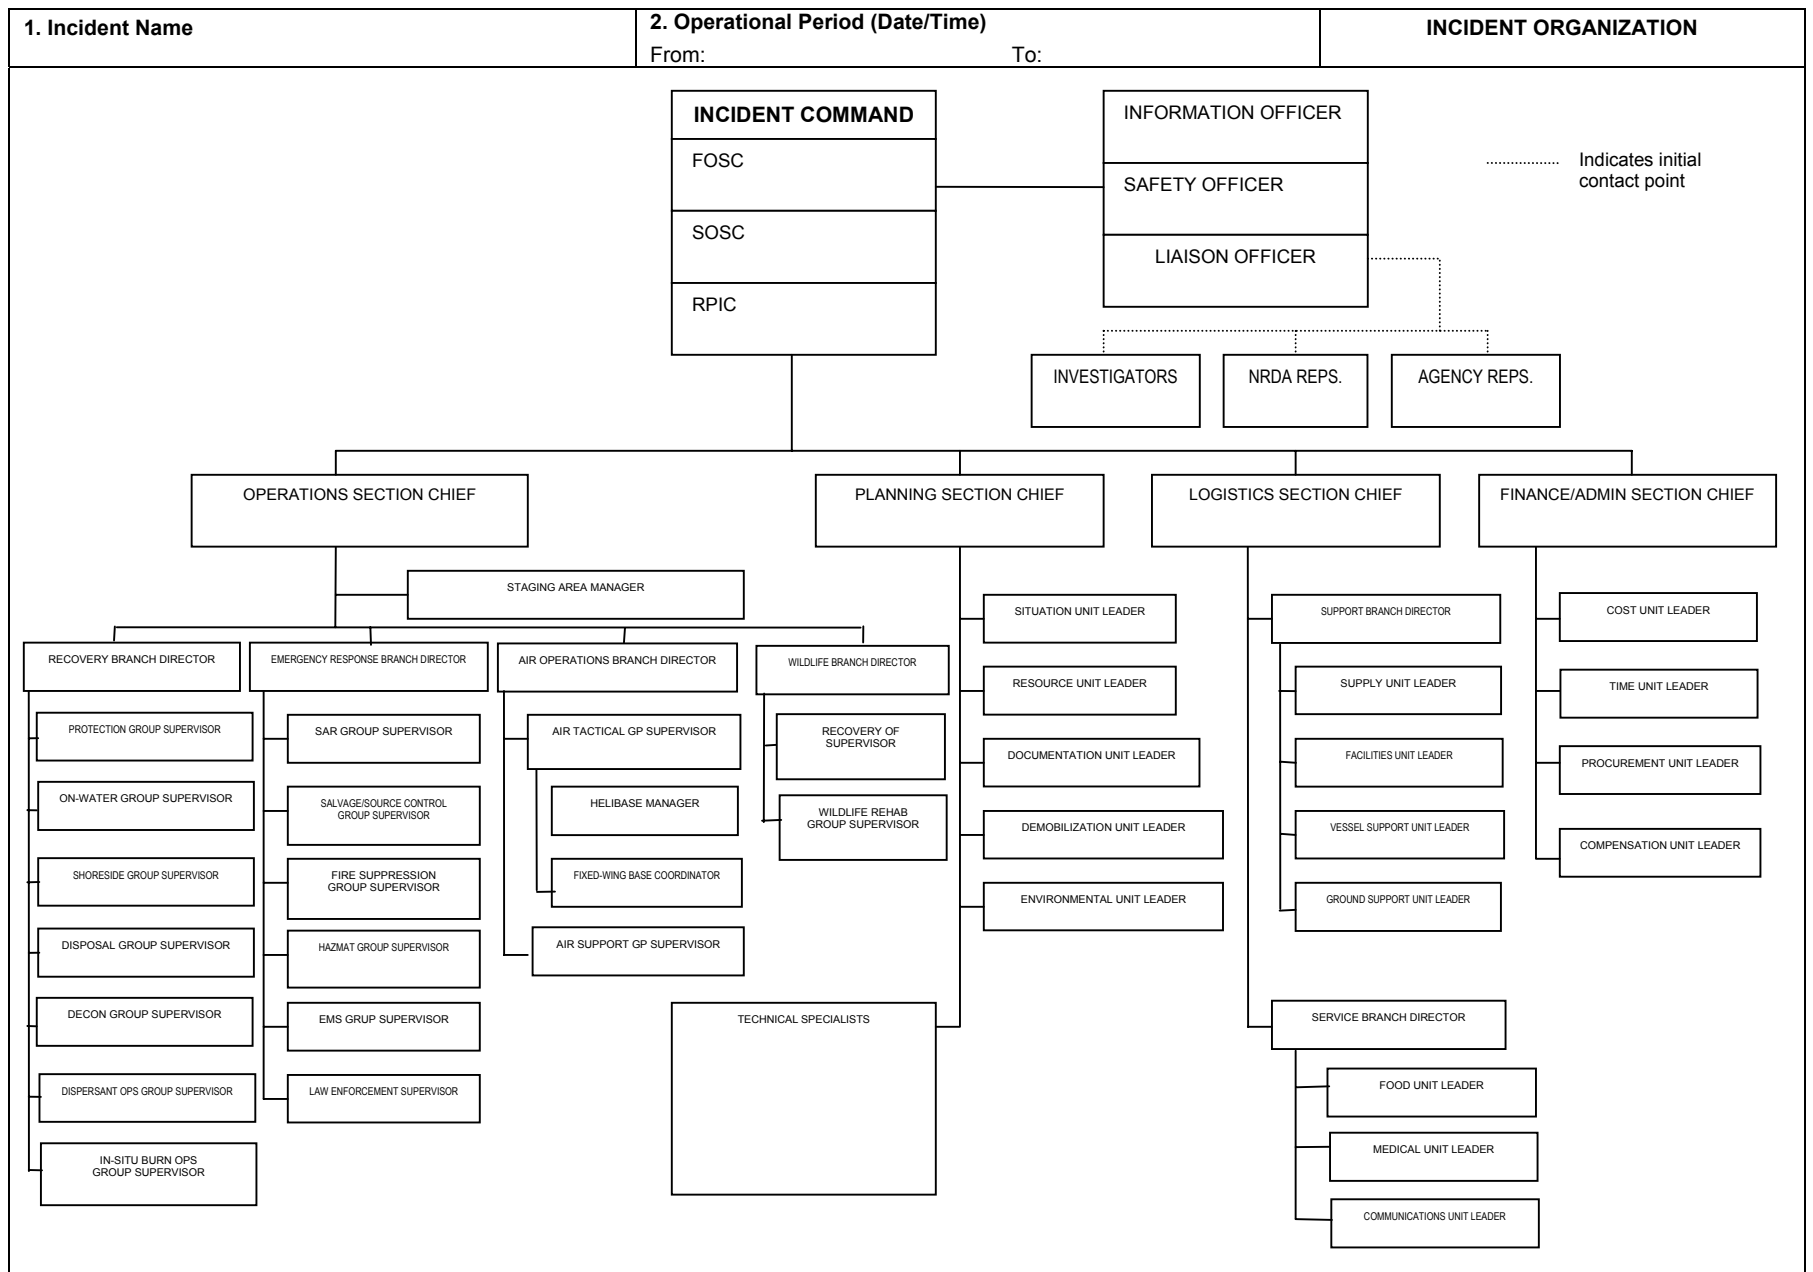 1. Incident Name
2. Operational Period (Date/Time)
From: To:
INCIDENT ORGANIZATION
INCIDENT COMMAND
FOSC
SOSC
RPIC
INFORMATION OFFICER
SAFETY OFFICER
LIAISON OFFICER
Indicates initial
contact point
INVESTIGATORS
NRDA REPS.
AGENCY REPS.
OPERATIONS SECTION CHIEF
PLANNING SECTION CHIEF
LOGISTICS SECTION CHIEF
FINANCE/ADMIN SECTION CHIEF
STAGING AREA MANAGER
RECOVERY BRANCH DIRECTOR
PROTECTION GROUP SUPERVISOR
ON-WATER GROUP SUPERVISOR
SHORESIDE GROUP SUPERVISOR
DISPOSAL GROUP SUPERVISOR
DECON GROUP SUPERVISOR
DISPERSANT OPS GROUP SUPERVISOR
IN-SITU BURN OPS
GROUP SUPERVISOR
EMERGENCY RESPONSE BRANCH DIRECTOR
SAR GROUP SUPERVISOR
SALVAGE/SOURCE CONTROL
GROUP SUPERVISOR
FIRE SUPPRESSION
GROUP SUPERVISOR
HAZMAT GROUP SUPERVISOR
EMS GRUP SUPERVISOR
LAW ENFORCEMENT SUPERVISOR
AIR OPERATIONS BRANCH DIRECTOR
AIR TACTICAL GP SUPERVISOR
HELIBASE MANAGER
FIXED-WING BASE COORDINATOR
AIR SUPPORT GP SUPERVISOR
WILDLIFE BRANCH DIRECTOR
RECOVERY OF
SUPERVISOR
WILDLIFE REHAB
GROUP SUPERVISOR
SITUATION UNIT LEADER
RESOURCE UNIT LEADER
DOCUMENTATION UNIT LEADER
DEMOBILIZATION UNIT LEADER
ENVIRONMENTAL UNIT LEADER
TECHNICAL SPECIALISTS
SUPPORT BRANCH DIRECTOR
SUPPLY UNIT LEADER
FACILITIES UNIT LEADER
VESSEL SUPPORT UNIT LEADER
GROUND SUPPORT UNIT LEADER
SERVICE BRANCH DIRECTOR
FOOD UNIT LEADER
MEDICAL UNIT LEADER
COMMUNICATIONS UNIT LEADER
COST UNIT LEADER
TIME UNIT LEADER
PROCUREMENT UNIT LEADER
COMPENSATION UNIT LEADER